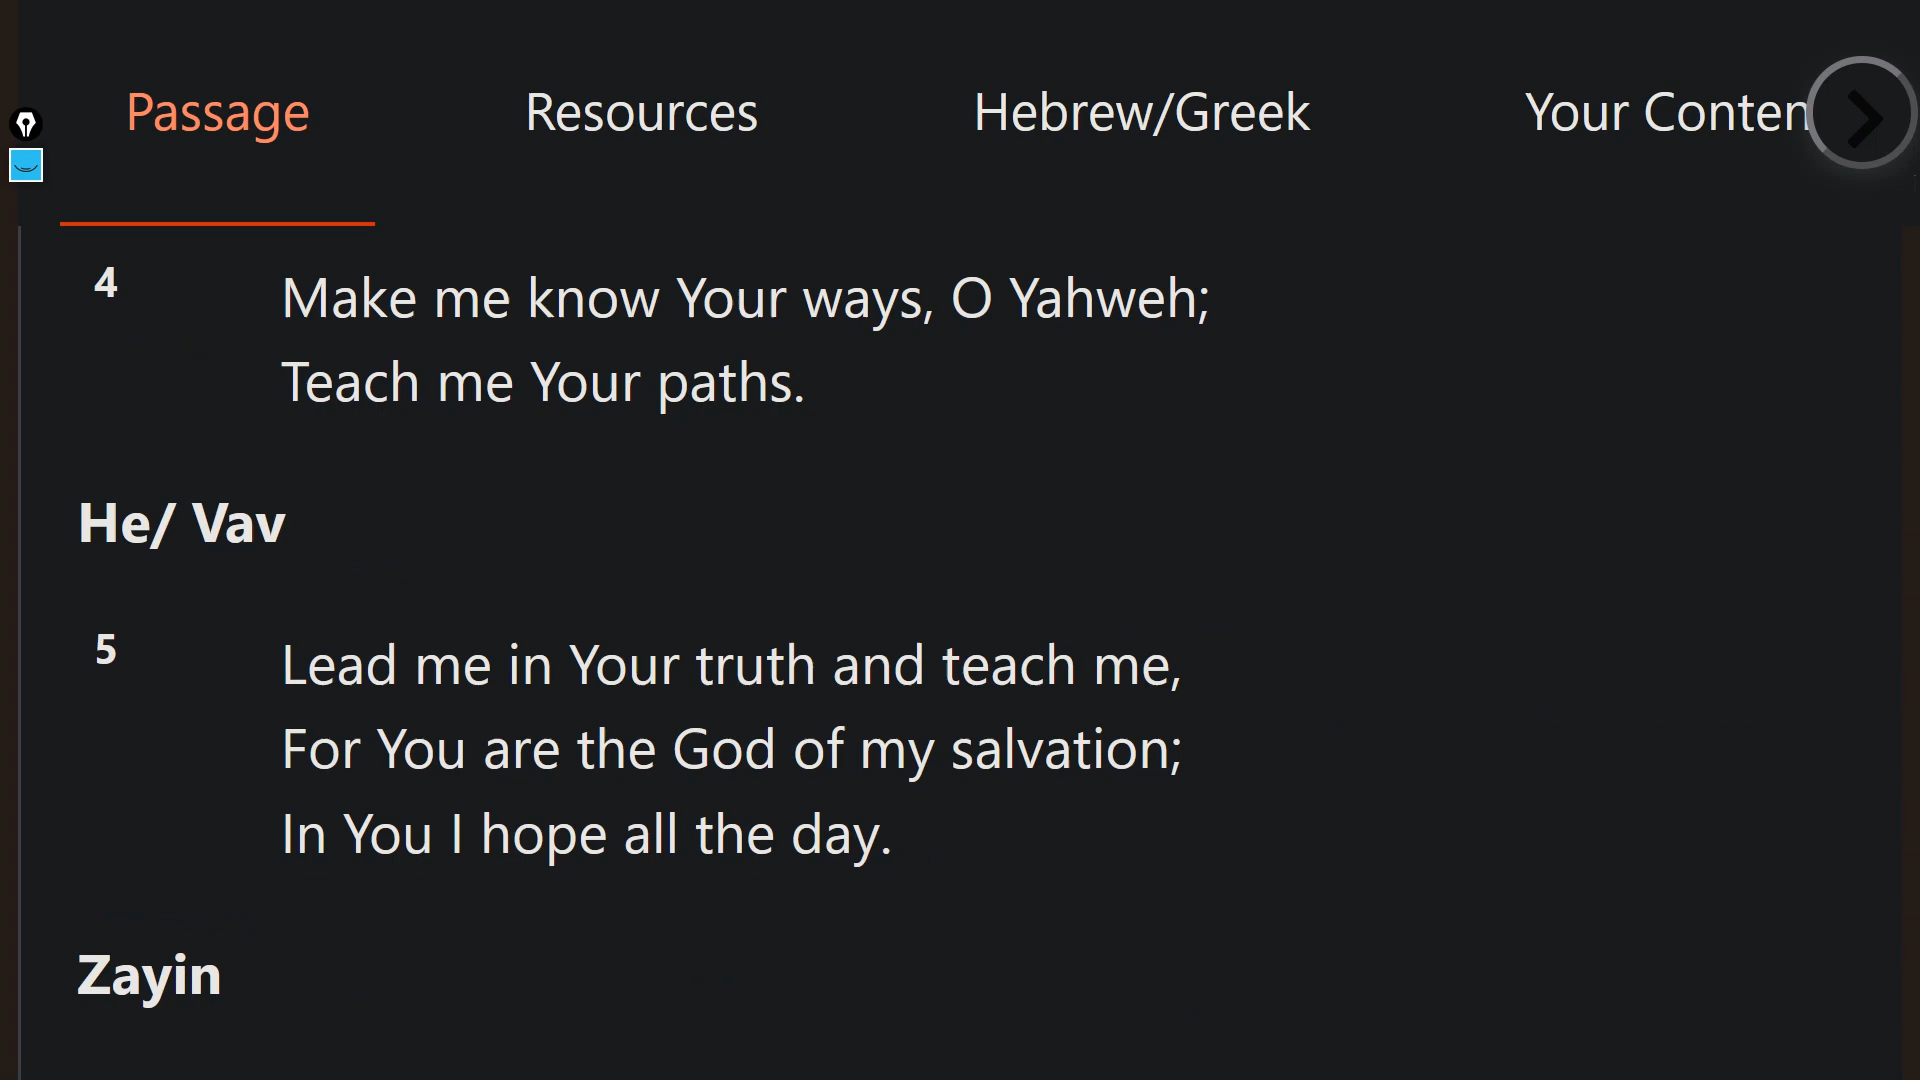 Passage
Resources
Hebrew/Greek
Your Conten
4
Make me know Your ways, O Yahweh;
Teach me Your paths.
He/ Vav
5
Lead me in Your truth and teach me,
For You are the God of my salvation;
In You I hope all the day.
Zayin